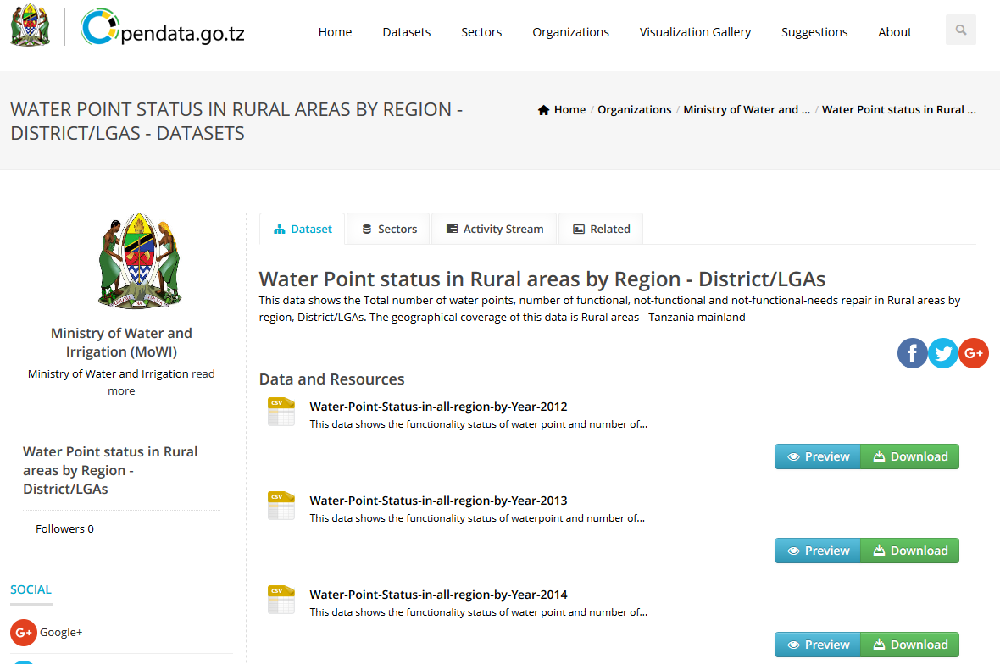 pendata.go.tz
Home Datasets Sectors Organizations Visualization Gallery Suggestions About
WATER POINT STATUS IN RURAL AREAS BY REGION -
DISTRICT/LGAS - DATASETS
Home / Organizations / Ministry of Water and ... / Water Point status in Rural ...
Ministry of Water and
Irrigation (MoWI)
Ministry of Water and Irrigation read
more
Water Point status in Rural
areas by Region -
District/LGAs
Followers 0
SOCIAL
G+ Google+
Dataset Sectors Activity Stream Related
Water Point status in Rural areas by Region - District/LGAs
This data shows the Total number of water points, number of functional, not-functional and not-functional-needs repair in Rural areas by
region, District/LGAs. The geographical coverage of this data is Rural areas - Tanzania mainland
f G+
Data and Resources
CSV
Water-Point-Status-in-all-region-by-Year-2012
This data shows the functionality status of water point and number of...
Preview Download
CSV
Water-Point-Status-in-all-region-by-Year-2013
This data shows the functionality status of waterpoint and number of...
Preview Download
CSV
Water-Point-Status-in-all-region-by-Year-2014
This data shows the functionality status of water point and number of...
Preview Download